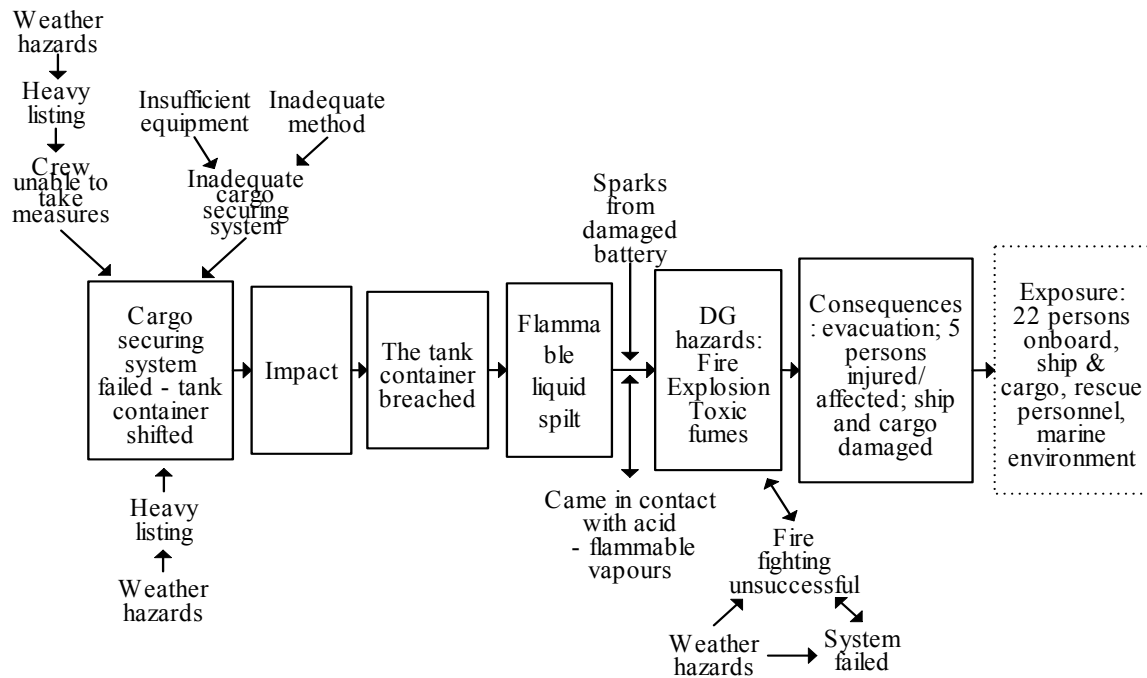 Weather
hazards
Heavy
listing
Crew
unable to
take
measures
Insufficient
equipment
Inadequate
method
Inadequate
cargo
securing
system
Sparks
from
damaged
battery
Cargo
securing
system
failed - tank
container
shifted
Impact
The tank
container
breached
Flamma
ble
liquid
spilt
DG
hazards:
Fire
Explosion
Toxic
fumes
Consequences
: evacuation; 5
persons
injured/
affected; ship
and cargo
damaged
Exposure:
22 persons
onboard,
ship &
cargo, rescue
personnel,
marine
environment
Heavy
listing
Weather
hazards
Came in contact
with acid
- flammable
vapours
Fire
fighting
unsuccessful
Weather
hazards
System
failed